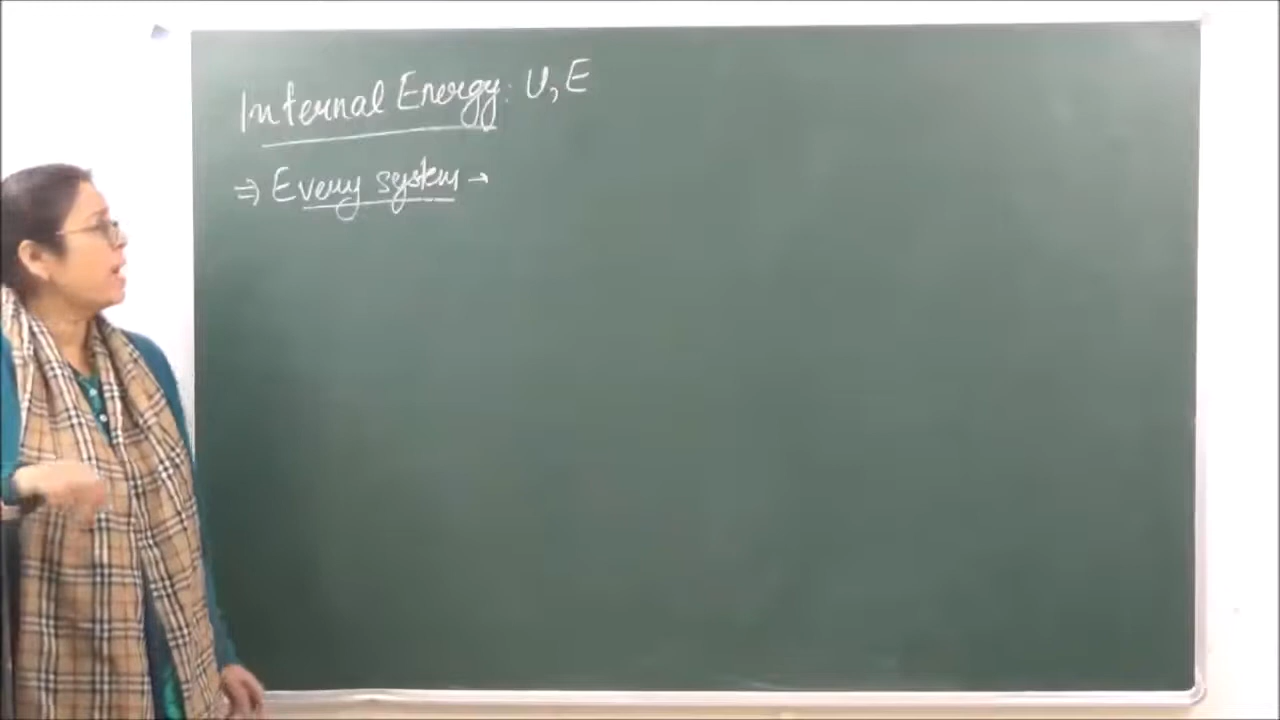 Internal Energy: U, E
⇒ Every system →